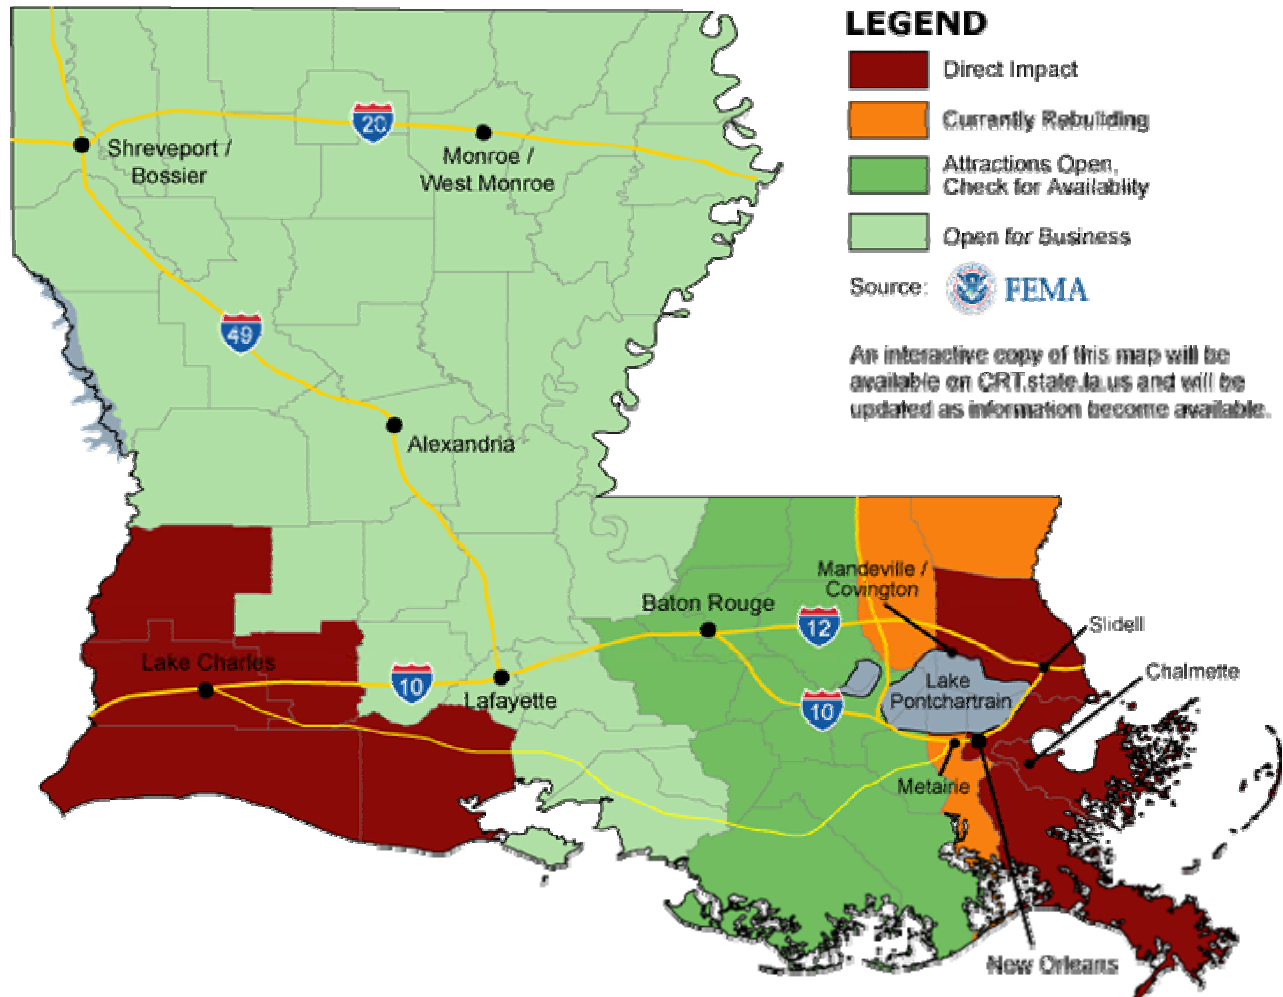 LEGEND
Direct Impact
Currently Rebuilding
Attractions Open,
Check for Availablity
Open for Business
Source: FEMA
An interactive copy of this map will be
available on CRT.state.la.us and will be
updated as information become available.
20
Shreveport /
Bossier
Monroe /
West Monroe
49
Alexandria
Mandeville /
Covington
Baton Rouge
12
Slidell
Lake Charles
10
Lafayette
Lake
Pontchartrain
Chalmette
10
Metairie
New Orleans